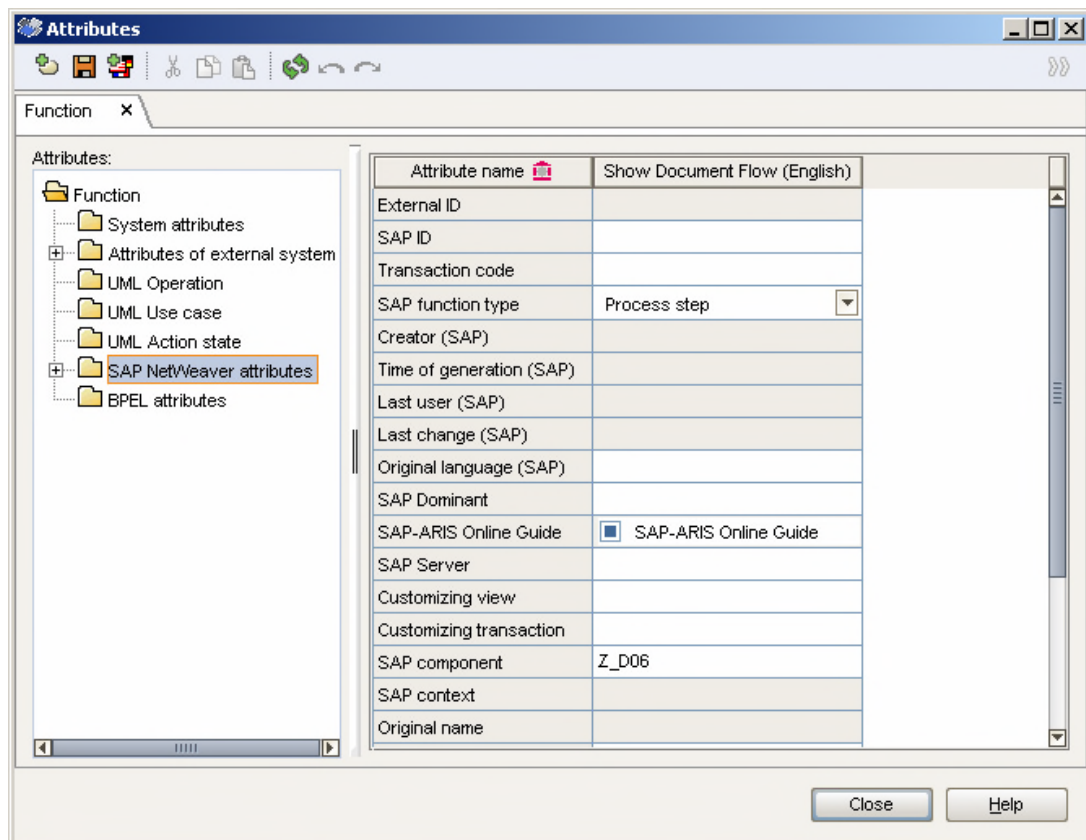 Attributes
Function
Attributes:
Function
System attributes
Attributes of external system
UML Operation
UML Use case
UML Action state
SAP NetWeaver attributes
BPEL attributes
Attribute name Show Document Flow (English)
External ID
SAP ID
Transaction code
SAP function type Process step
Creator (SAP)
Time of generation (SAP)
Last user (SAP)
Last change (SAP)
Original language (SAP)
SAP Dominant
SAP-ARIS Online Guide SAP-ARIS Online Guide
SAP Server
Customizing view
Customizing transaction
SAP component Z_D06
SAP context
Original name
Close Help